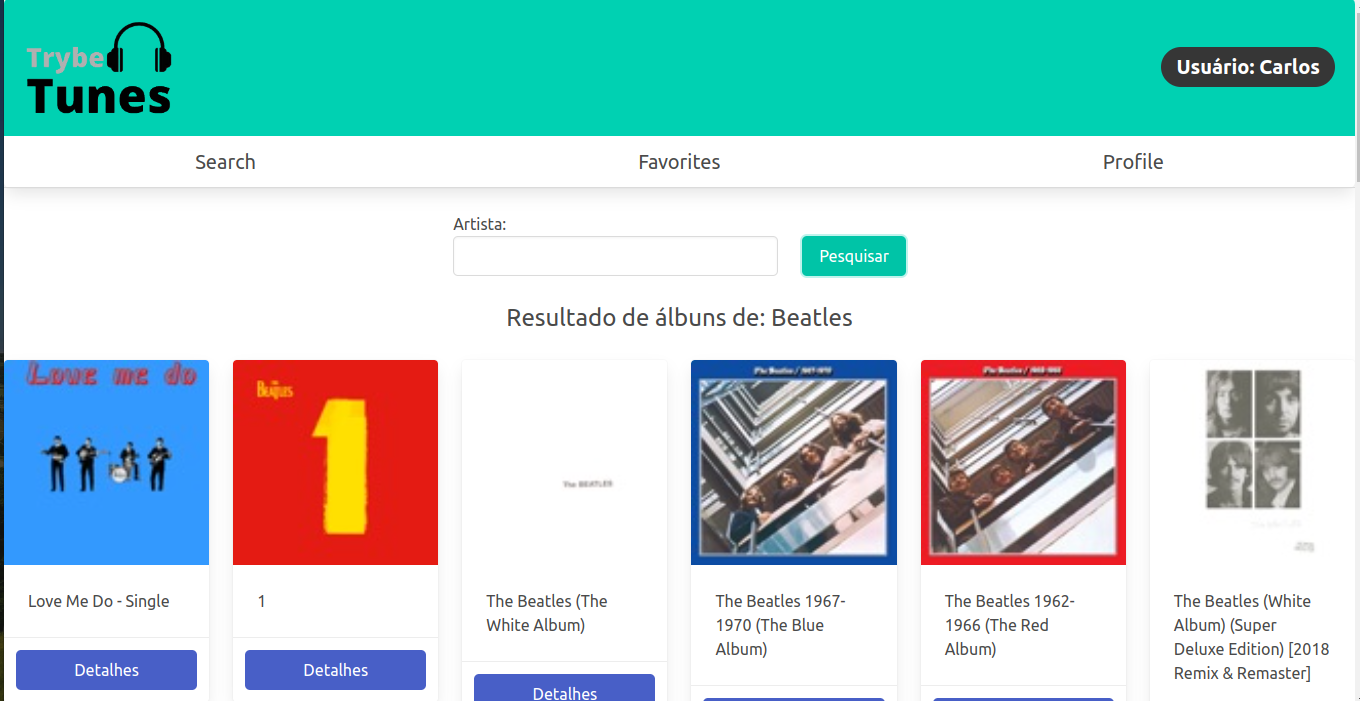 Trybe
Tunes
Usuário: Carlos
Search
Favorites
Profile
Artista:
Pesquisar
Resultado de álbuns de: Beatles
Love me do
BEATLES
1
The BEATLES
The Beatles / 1967-1970
The Beatles / 1962-1966
Love Me Do - Single
1
The Beatles (The
White Album)
The Beatles 1967-
1970 (The Blue
Album)
The Beatles 1962-
1966 (The Red
Album)
The Beatles (White
Album) (Super
Deluxe Edition) [2018
Remix & Remaster]
Detalhes
Detalhes
Detalhes